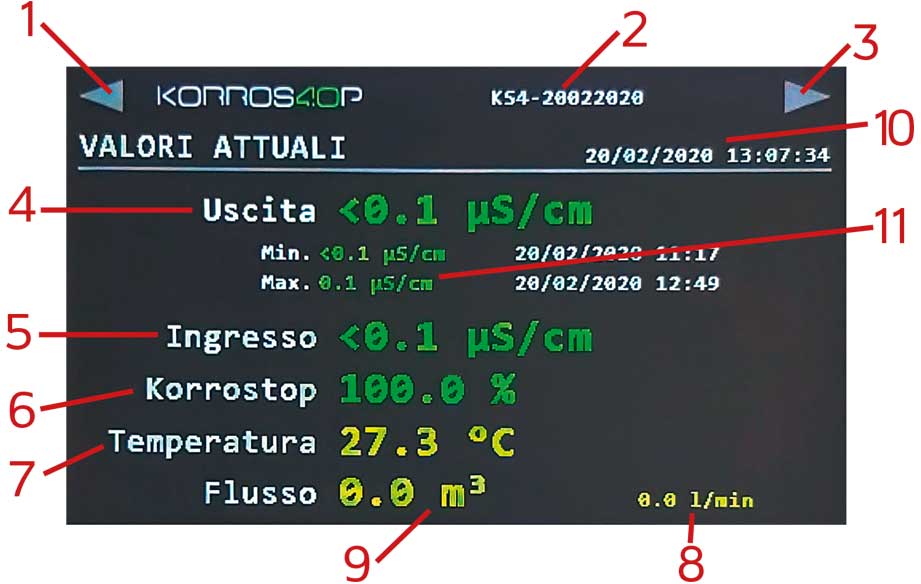 1
2
3
KORROS4.0P
KS4-20022020
10
VALORI ATTUALI
20/02/2020 13:07:34
4
Uscita <0.1 µS/cm
11
Min. <0.1 µS/cm 20/02/2020 11:17
Max. 0.1 µS/cm 20/02/2020 12:49
5
Ingresso <0.1 µS/cm
6
Korrostop 100.0 %
7
Temperatura 27.3 °C
Flusso 0.0 m³
0.0 l/min
9
8